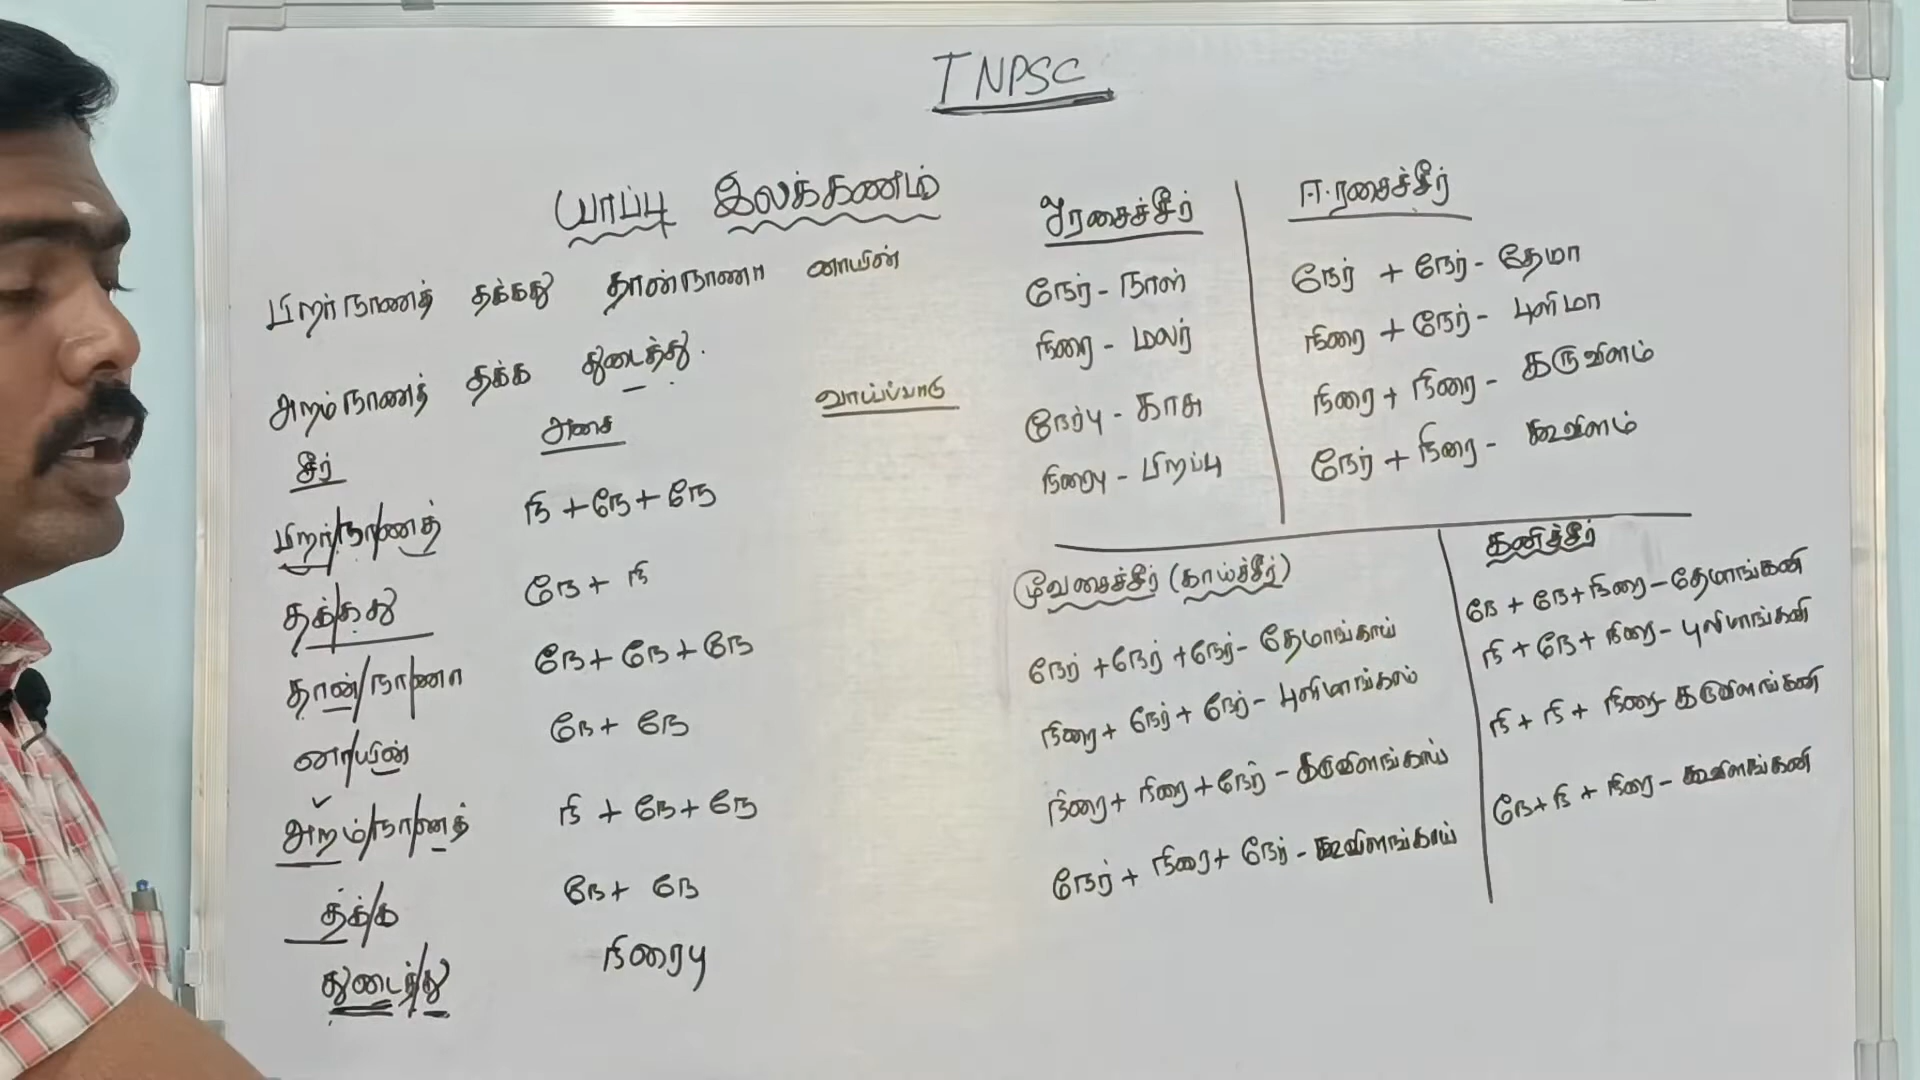 TNPSC
யாப்பு இலக்கணம்
பிறர்நாணத் தக்கது தான்நாணா னாயின்
அறம்நாணத் தக்க துடைத்து.
சீர் அசை வாய்ப்பாடு
பிறர்/நா/ணத் நி + நே + நே
தக்/கது நே + நி
தான்/நா/ணா நே + நே + நே
னா/யின் நே + நே
அறம்/நா/ணத் நி + நே + நே
தக்/க நே + நே
துடைத்/து நிரைபு
ஓரசைச்சீர்
நேர் - நாள்
நிரை - மலர்
நேர்பு - காசு
நிரைபு - பிறப்பு
ஈரசைச்சீர்
நேர் + நேர் - தேமா
நிரை + நேர் - புளிமா
நிரை + நிரை - கருவிளம்
நேர் + நிரை - கூவிளம்
மூவசைச்சீர் (காய்ச்சீர்)
நேர் + நேர் + நேர் - தேமாங்காய்
நிரை + நேர் + நேர் - புளிமாங்காய்
நிரை + நிரை + நேர் - கருவிளங்காய்
நேர் + நிரை + நேர் - கூவிளங்காய்
கனிச்சீர்
நே + நே + நிரை - தேமாங்கனி
நி + நே + நிரை - புளிமாங்கனி
நி + நி + நிரை - கருவிளங்கனி
நே + நி + நிரை - கூவிளங்கனி